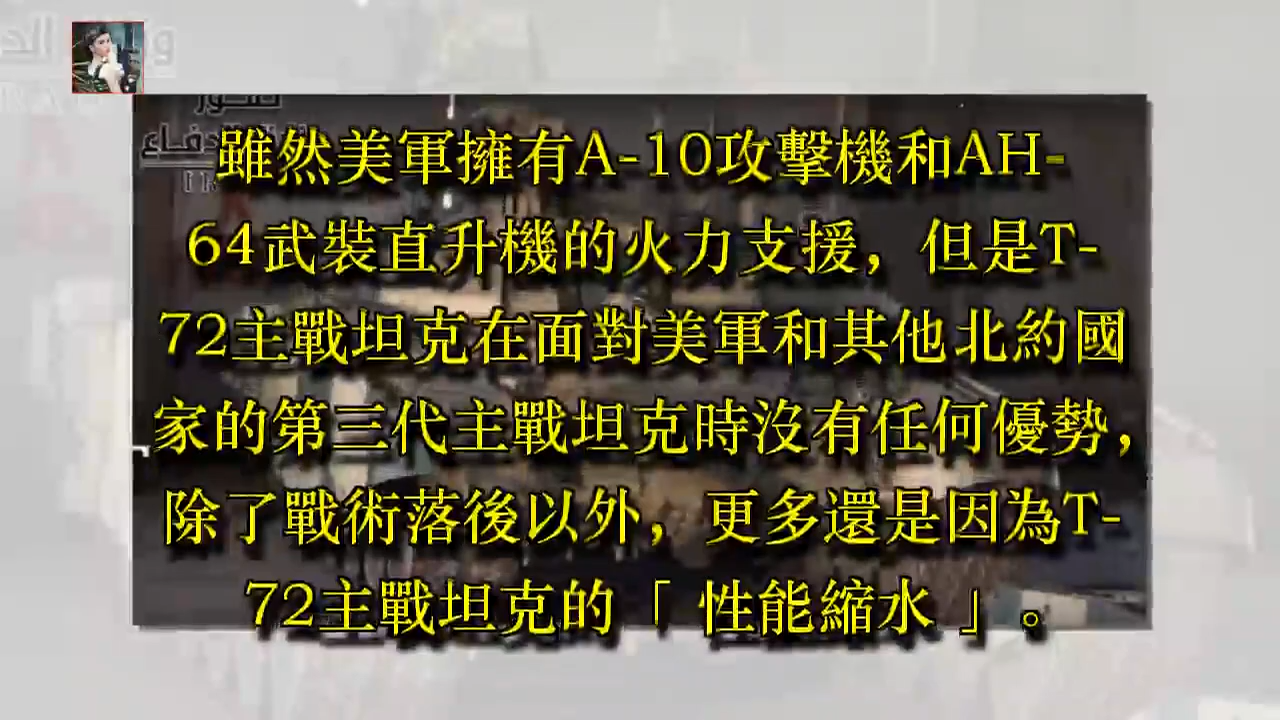 雖然美軍擁有A-10攻擊機和AH-
64武裝直升機的火力支援，但是T-
72主戰坦克在面對美軍和其他北約國
家的第三代主戰坦克時沒有任何優勢，
除了戰術落後以外，更多還是因為T-
72主戰坦克的「 性能縮水 」。